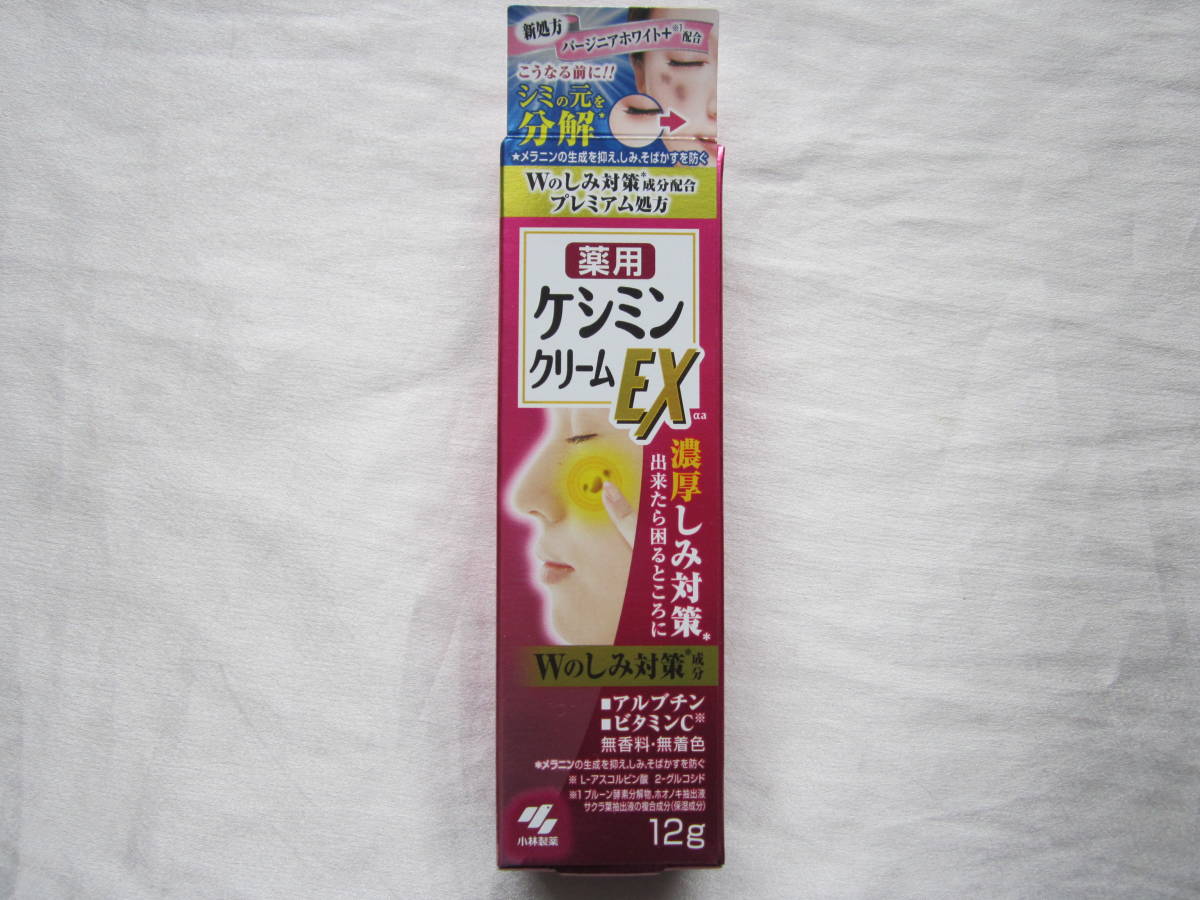 新処方
バージニアホワイト+※1配合
こうなる前に!!
シミの元を
分解★
★メラニンの生成を抑え、しみ、そばかすを防ぐ
Wのしみ対策*成分配合
プレミアム処方
薬用
ケシミン
クリームEX
αa
濃厚しみ対策*
出来たら困るところに
Wのしみ対策*成分
■アルブチン
■ビタミンC※
無香料・無着色
*メラニンの生成を抑え、しみ、そばかすを防ぐ
※ L-アスコルビン酸 2-グルコシド
※1 プルーン酵素分解物、ホオノキ抽出液
サクラ葉抽出液の複合成分(保湿成分)
小林製薬
12g